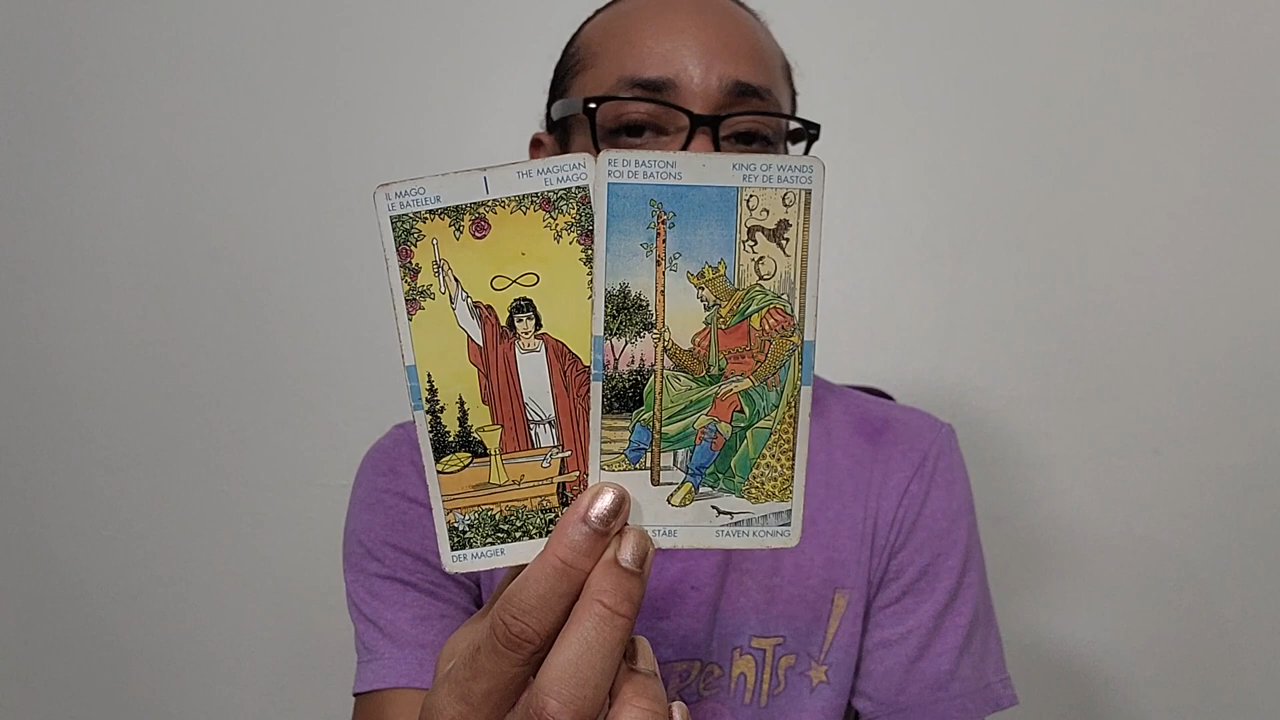 IL MAGO
LE BATELEUR
I
THE MAGICIAN
EL MAGO
DER MAGIER
RE DI BASTONI
ROI DE BATONS
KING OF WANDS
REY DE BASTOS
STÄBE
STAVEN KONING